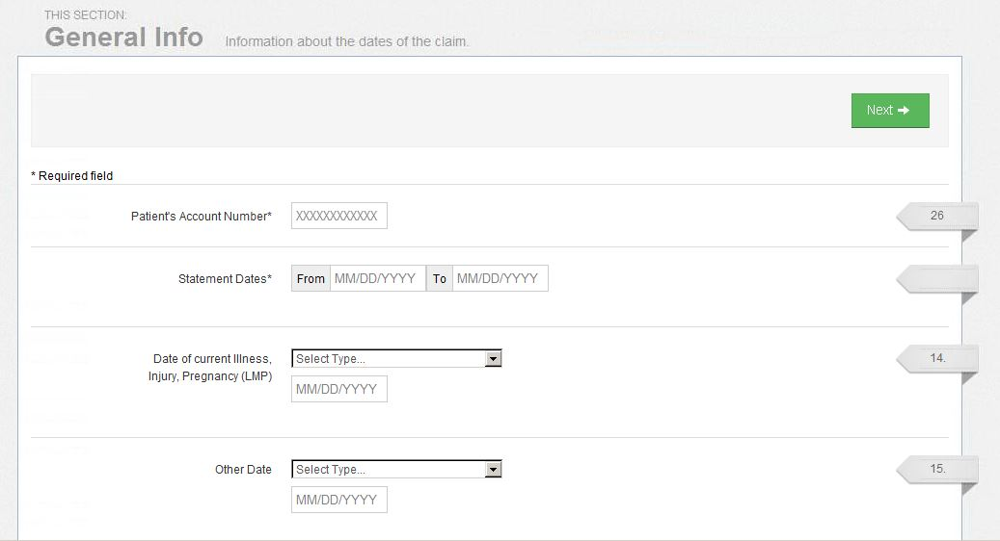 THIS SECTION:
General Info Information about the dates of the claim.
Next
* Required field
Patient's Account Number* XXXXXXXXXXXX 26
Statement Dates* From MM/DD/YYYY To MM/DD/YYYY
Date of current Illness, Select Type... 14.
Injury, Pregnancy (LMP)
MM/DD/YYYY
Other Date Select Type... 15.
MM/DD/YYYY